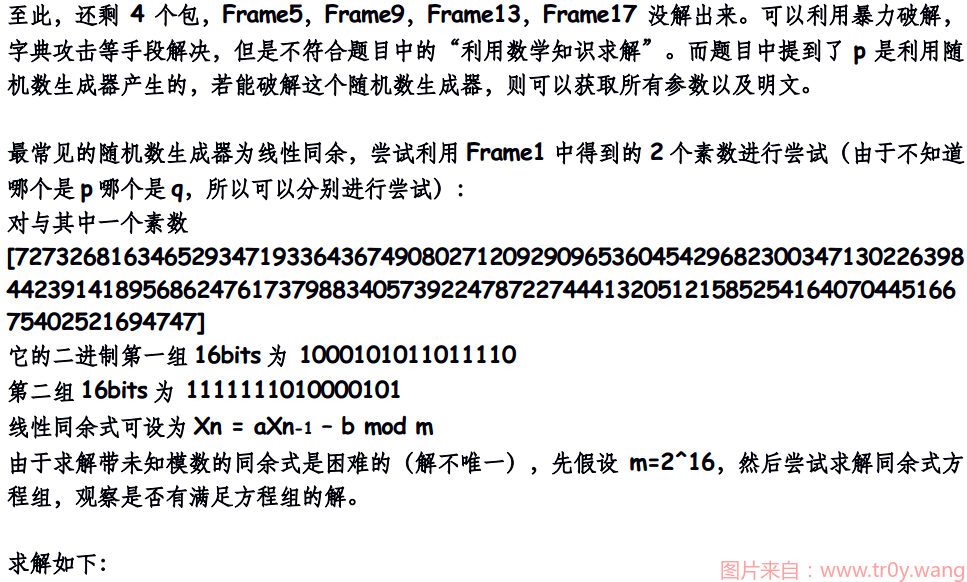 至此，还剩 4 个包，Frame5，Frame9，Frame13，Frame17 没解出来。可以利用暴力破解，
字典攻击等手段解决，但是不符合题目中的“利用数学知识求解”。而题目中提到了 p 是利用随
机数生成器产生的，若能破解这个随机数生成器，则可以获取所有参数以及明文。
最常见的随机数生成器为线性同余，尝试利用 Frame1 中得到的 2 个素数进行尝试（由于不知道
哪个是 p 哪个是 q，所以可以分别进行尝试）：
对与其中一个素数
[7273268163465293471933643674908027120929096536045429682300347130226398
4423914189568624761737988340573922478722744413205121585254164070445166
75402521694747]
它的二进制第一组 16bits 为 1000101011011110
第二组 16bits 为 1111111010000101
线性同余式可设为 Xn = aXn-1 – b mod m
由于求解带未知模数的同余式是困难的（解不唯一），先假设 m=2^16，然后尝试求解同余式方
程组，观察是否有满足方程组的解。
求解如下：
图片来自：www.tr0y.wang